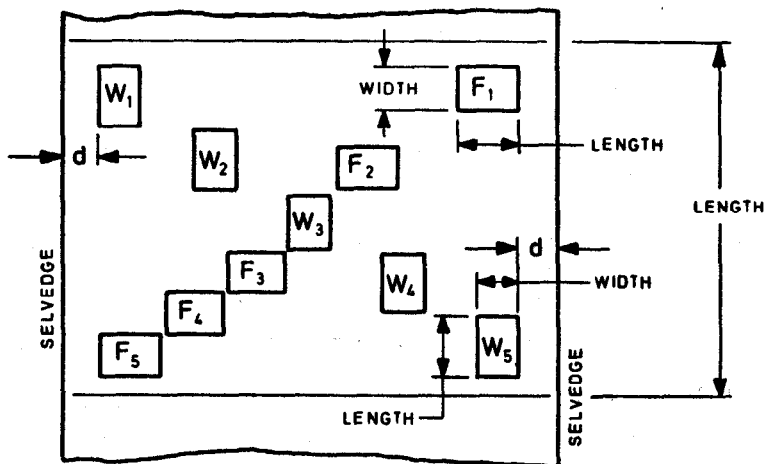 W1
WIDTH
F1
d
W2
F2
LENGTH
LENGTH
W3
d
F3
W4
WIDTH
F4
SELVEDGE
F5
W5
SELVEDGE
LENGTH